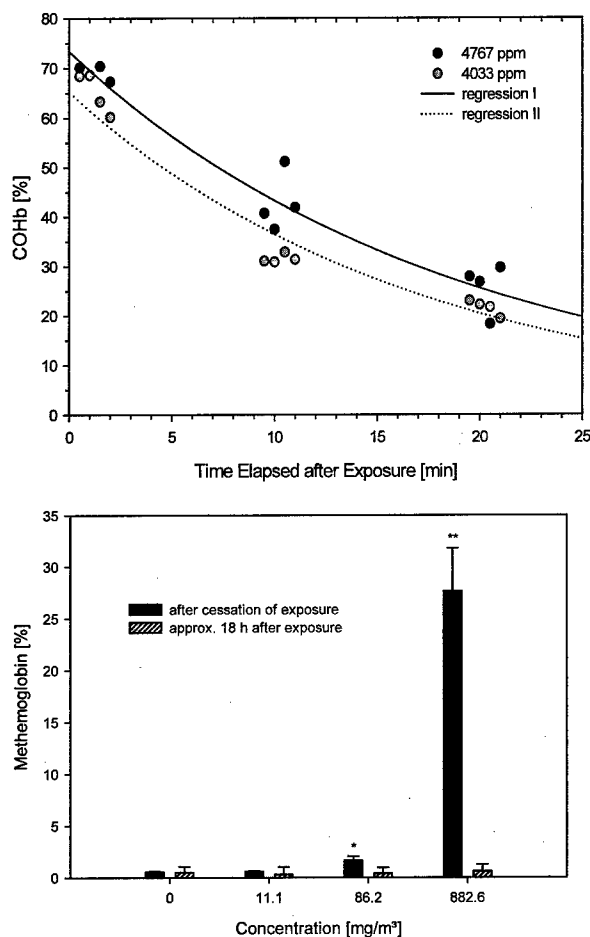 80
70
60
50
40
30
20
10
0
COHb [%]
4767 ppm
4033 ppm
regression I
regression II
0 5 10 15 20 25
Time Elapsed after Exposure [min]
35
30
25
20
15
10
5
0
Methemoglobin [%]
**
after cessation of exposure
approx. 18 h after exposure
*
0 11.1 86.2 882.6
Concentration [mg/m³]